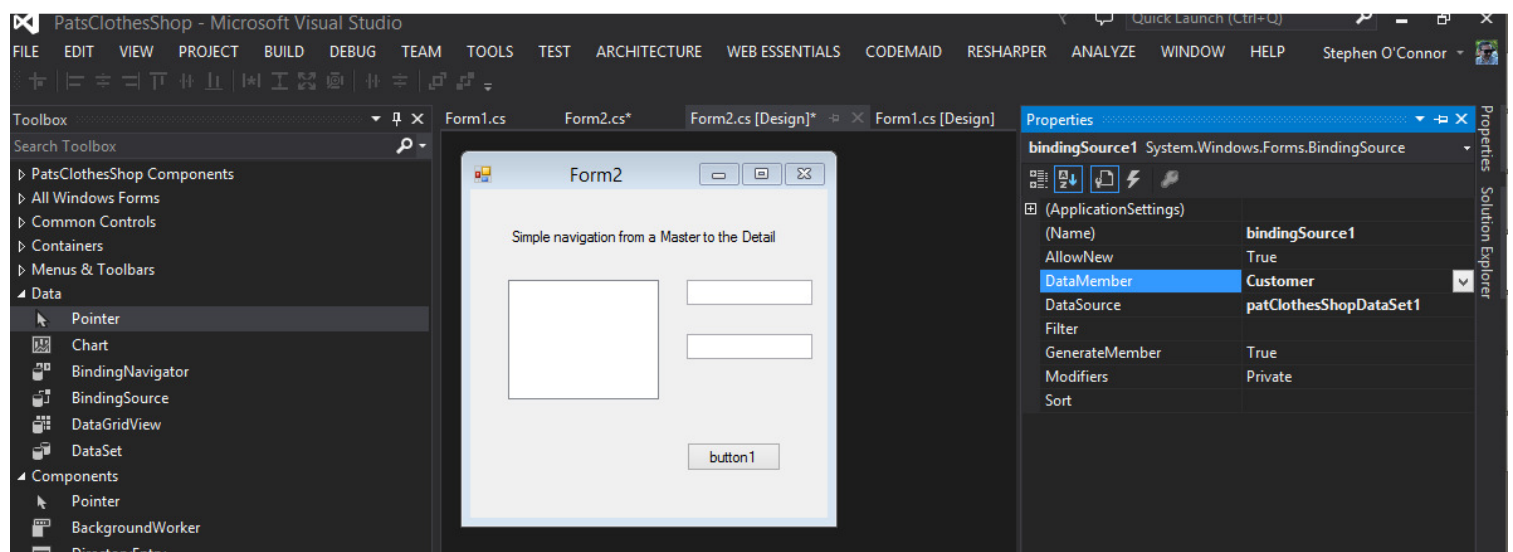 PatsClothesShop - Microsoft Visual Studio
Quick Launch (Ctrl+Q)
FILE EDIT VIEW PROJECT BUILD DEBUG TEAM TOOLS TEST ARCHITECTURE WEB ESSENTIALS CODEMAID RESHARPER ANALYZE WINDOW HELP Stephen O'Connor
Toolbox
Search Toolbox
PatsClothesShop Components
All Windows Forms
Common Controls
Containers
Menus & Toolbars
Data
Pointer
Chart
BindingNavigator
BindingSource
DataGridView
DataSet
Components
Pointer
BackgroundWorker
Form1.cs Form2.cs* Form2.cs [Design]* Form1.cs [Design]
Form2
Simple navigation from a Master to the Detail
button1
Properties
bindingSource1 System.Windows.Forms.BindingSource
(ApplicationSettings)
(Name) bindingSource1
AllowNew True
DataMember Customer
DataSource patClothesShopDataSet1
Filter
GenerateMember True
Modifiers Private
Sort
Properties
Solution Explorer